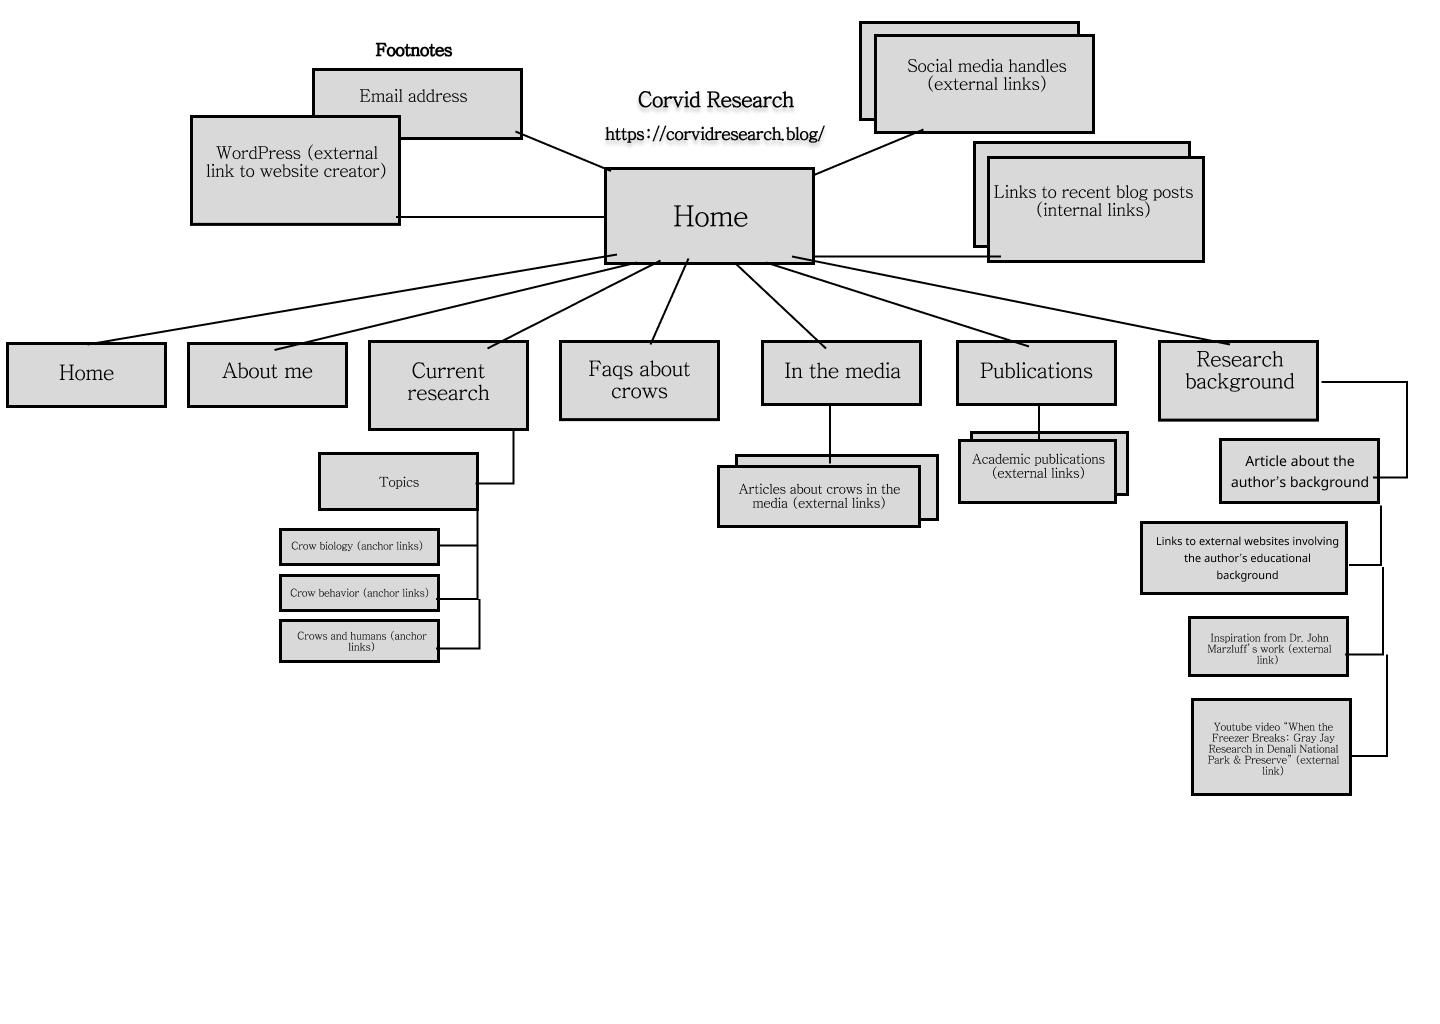 Footnotes
Email address
WordPress (external
link to website creator)
Corvid Research
https://corvidresearch.blog/
Social media handles
(external links)
Links to recent blog posts
(internal links)
Home
Home
About me
Current
research
Faqs about
crows
In the media
Publications
Research
background
Topics
Crow biology (anchor links)
Crow behavior (anchor links)
Crows and humans (anchor
links)
Articles about crows in the
media (external links)
Academic publications
(external links)
Article about the
author's background
Links to external websites involving
the author's educational
background
Inspiration from Dr. John
Marzluff's work (external
link)
Youtube video “When the
Freezer Breaks: Gray Jay
Research in Denali National
Park & Preserve” (external
link)